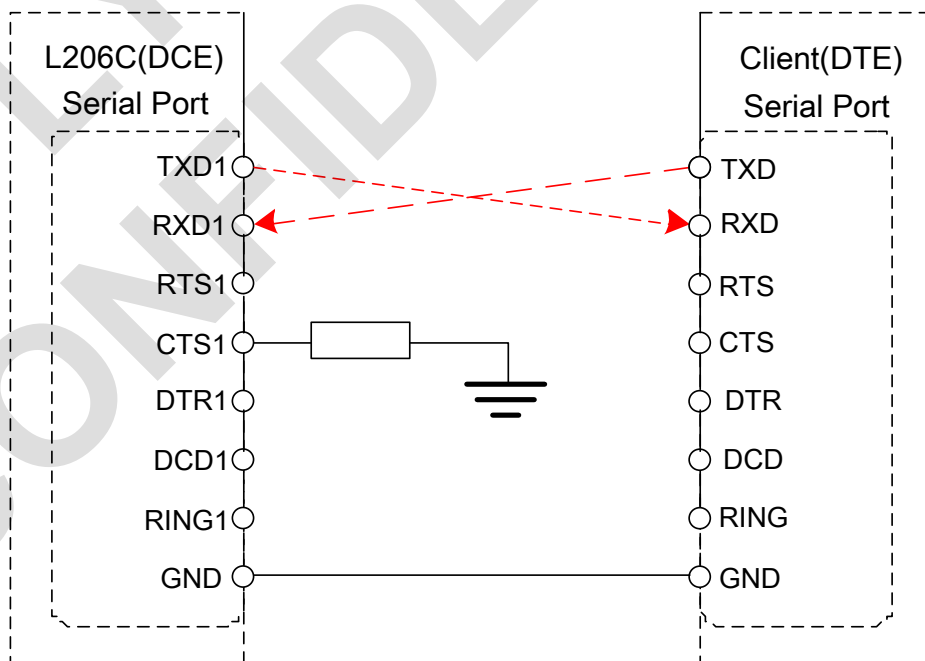 L206C(DCE)
Serial Port
TXD1
RXD1
RTS1
CTS1
DTR1
DCD1
RING1
GND
Client(DTE)
Serial Port
TXD
RXD
RTS
CTS
DTR
DCD
RING
GND